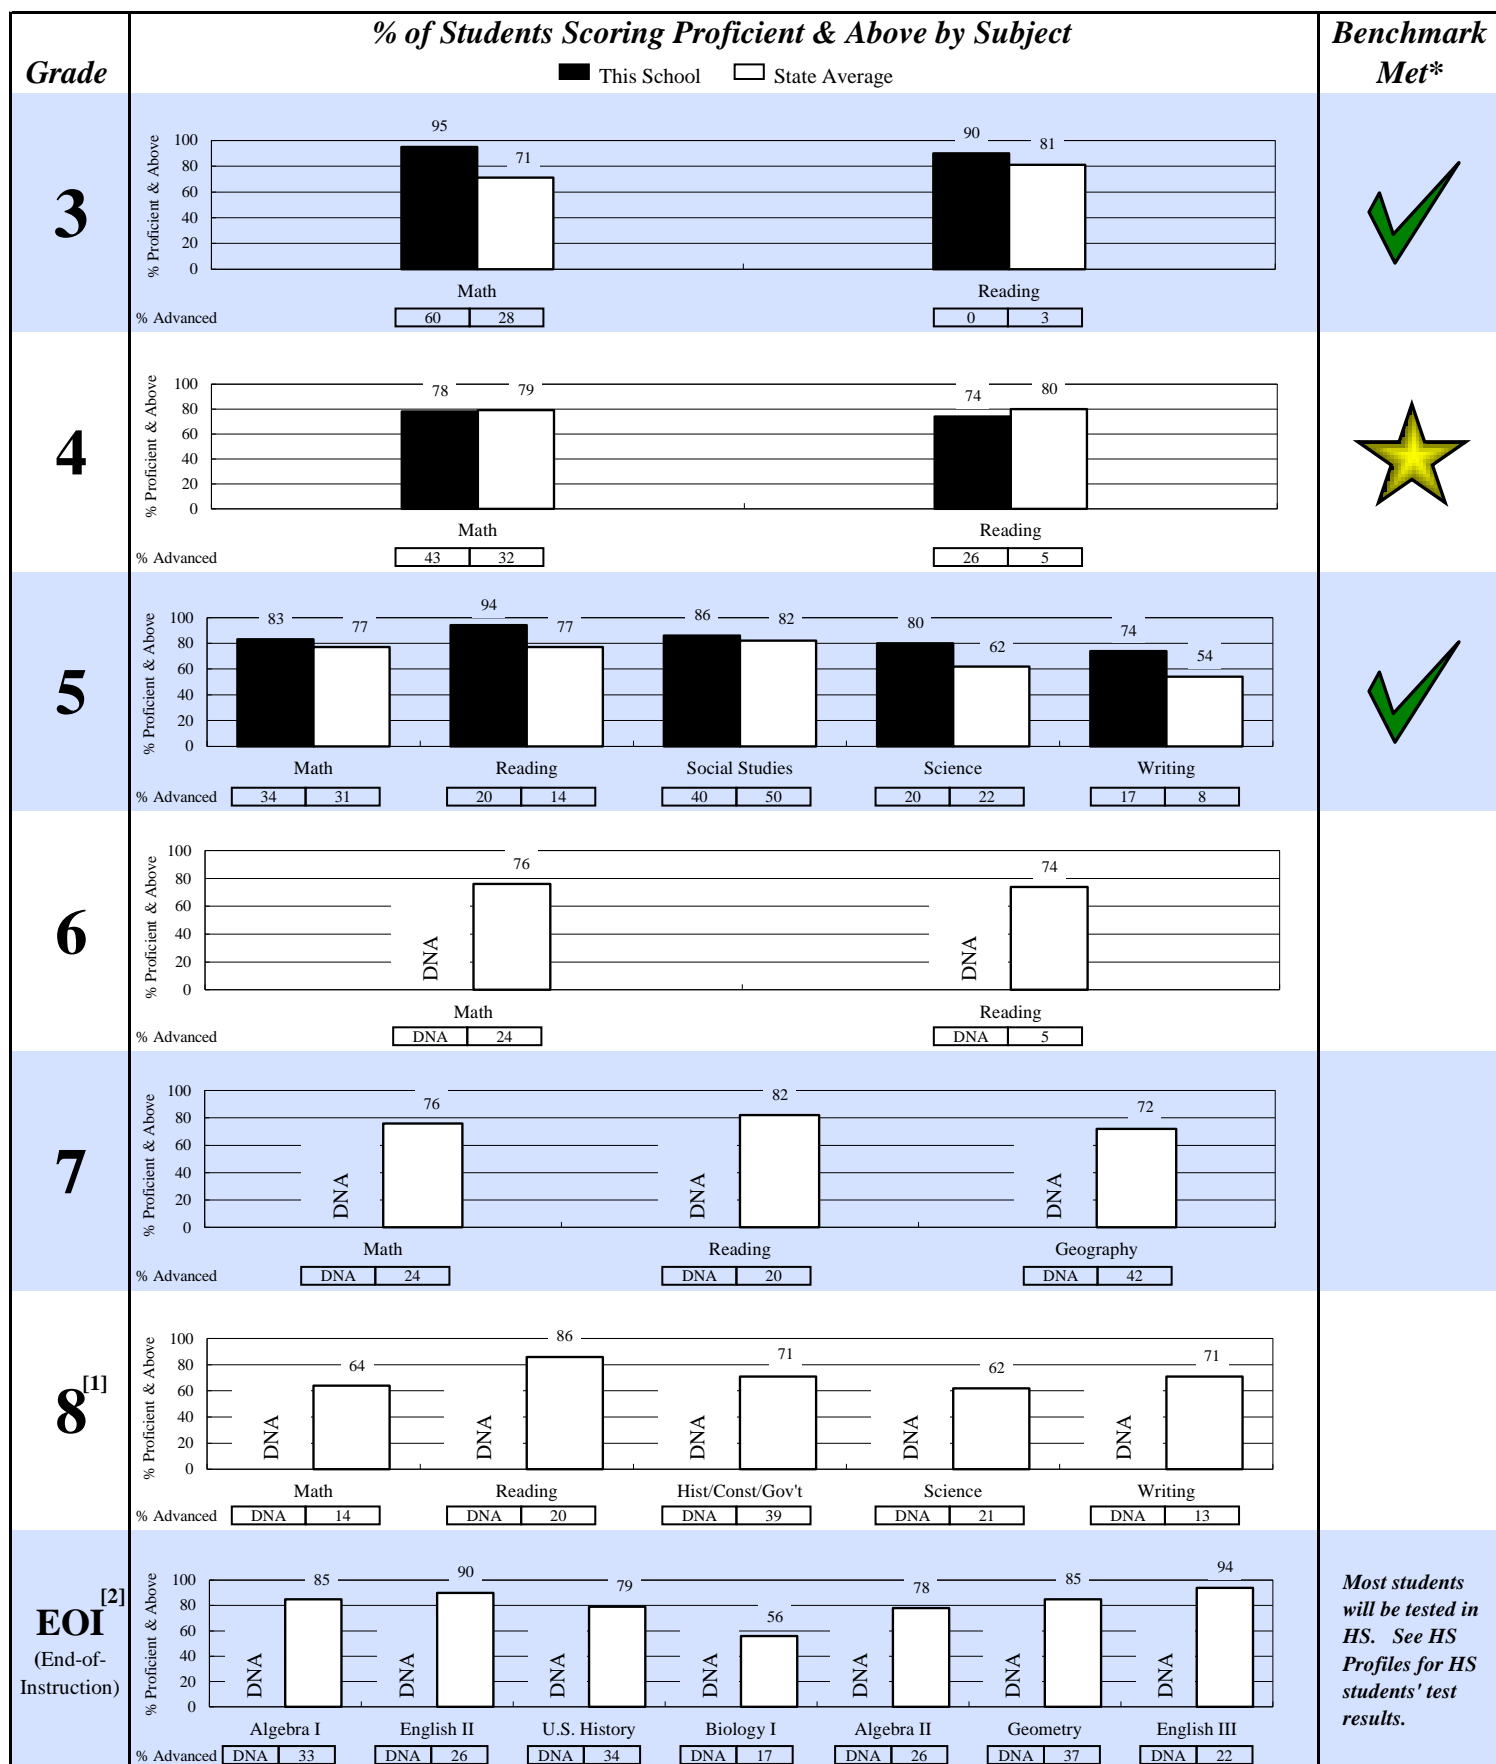 % of Students Scoring Proficient & Above by Subject
Benchmark
Met*
Grade
This School State Average
3
% Proficient & Above
100
80
60
40
20
0
95 71 90 81
Math Reading
% Advanced 60 28 0 3
4
% Proficient & Above
100
80
60
40
20
0
78 79 74 80
Math Reading
% Advanced 43 32 26 5
5
% Proficient & Above
100
80
60
40
20
0
83 77 94 77 86 82 80 62 74 54
Math Reading Social Studies Science Writing
% Advanced 34 31 20 14 40 50 20 22 17 8
6
% Proficient & Above
100
80
60
40
20
0
DNA 76 DNA 74
Math Reading
% Advanced DNA 24 DNA 5
7
% Proficient & Above
100
80
60
40
20
0
DNA 76 DNA 82 DNA 72
Math Reading Geography
% Advanced DNA 24 DNA 20 DNA 42
8[1]
% Proficient & Above
100
80
60
40
20
0
DNA 64 DNA 86 DNA 71 DNA 62 DNA 71
Math Reading Hist/Const/Gov't Science Writing
% Advanced DNA 14 DNA 20 DNA 39 DNA 21 DNA 13
EOI[2]
(End-of-
Instruction)
% Proficient & Above
100
80
60
40
20
0
DNA 85 DNA 90 DNA 79 DNA 56 DNA 78 DNA 85 DNA 94
Algebra I English II U.S. History Biology I Algebra II Geometry English III
% Advanced DNA 33 DNA 26 DNA 34 DNA 17 DNA 26 DNA 37 DNA 22
Most students
will be tested in
HS. See HS
Profiles for HS
students' test
results.